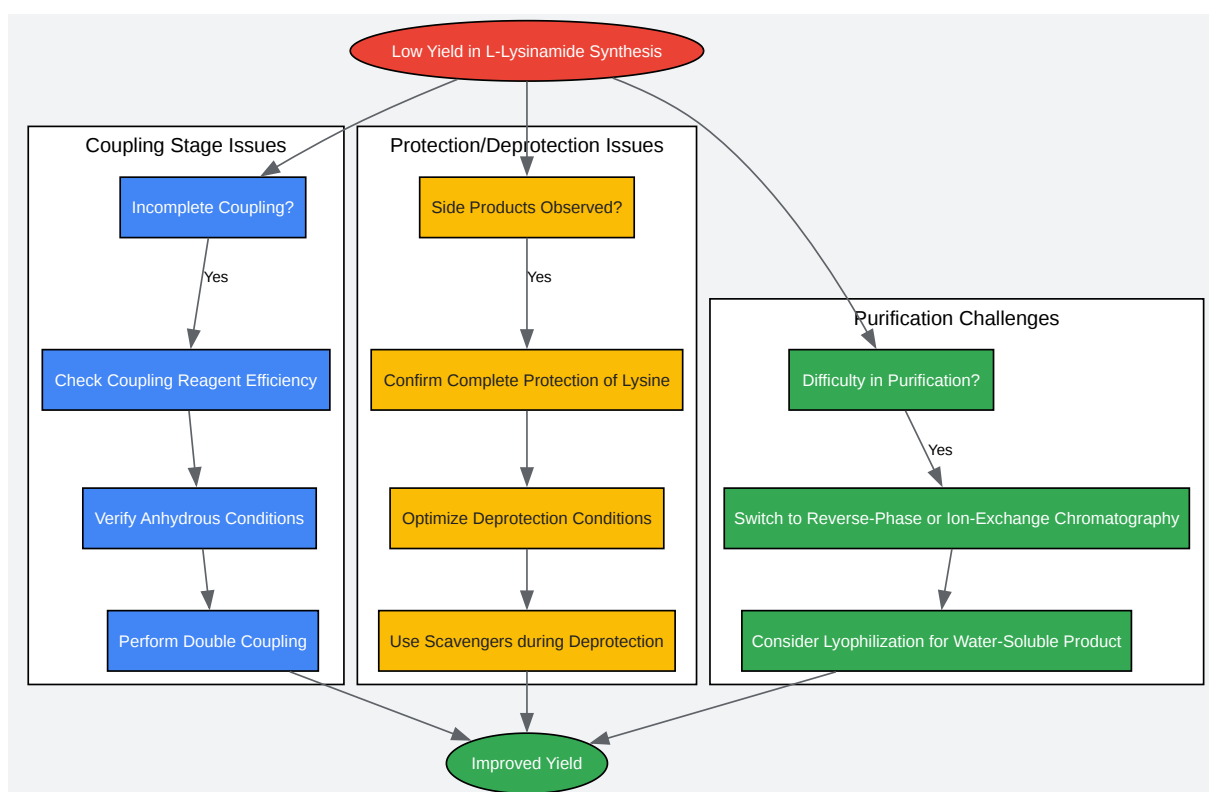 Low Yield in L-Lysinamide Synthesis
Coupling Stage Issues
Incomplete Coupling?
Yes
Check Coupling Reagent Efficiency
Verify Anhydrous Conditions
Perform Double Coupling
Protection/Deprotection Issues
Side Products Observed?
Yes
Confirm Complete Protection of Lysine
Optimize Deprotection Conditions
Use Scavengers during Deprotection
Purification Challenges
Difficulty in Purification?
Yes
Switch to Reverse-Phase or Ion-Exchange Chromatography
Consider Lyophilization for Water-Soluble Product
Improved Yield